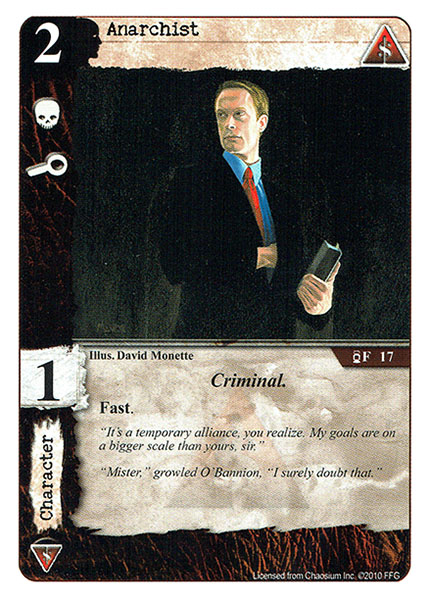 2
Anarchist
Illus. David Monette
F 17
1
Criminal.
Fast.
“It’s a temporary alliance, you realize. My goals are on
a bigger scale than yours, sir.”
“Mister,” growled O’Bannion, “I surely doubt that.”
Character
Licensed from Chaosium Inc. ©2010 FFG